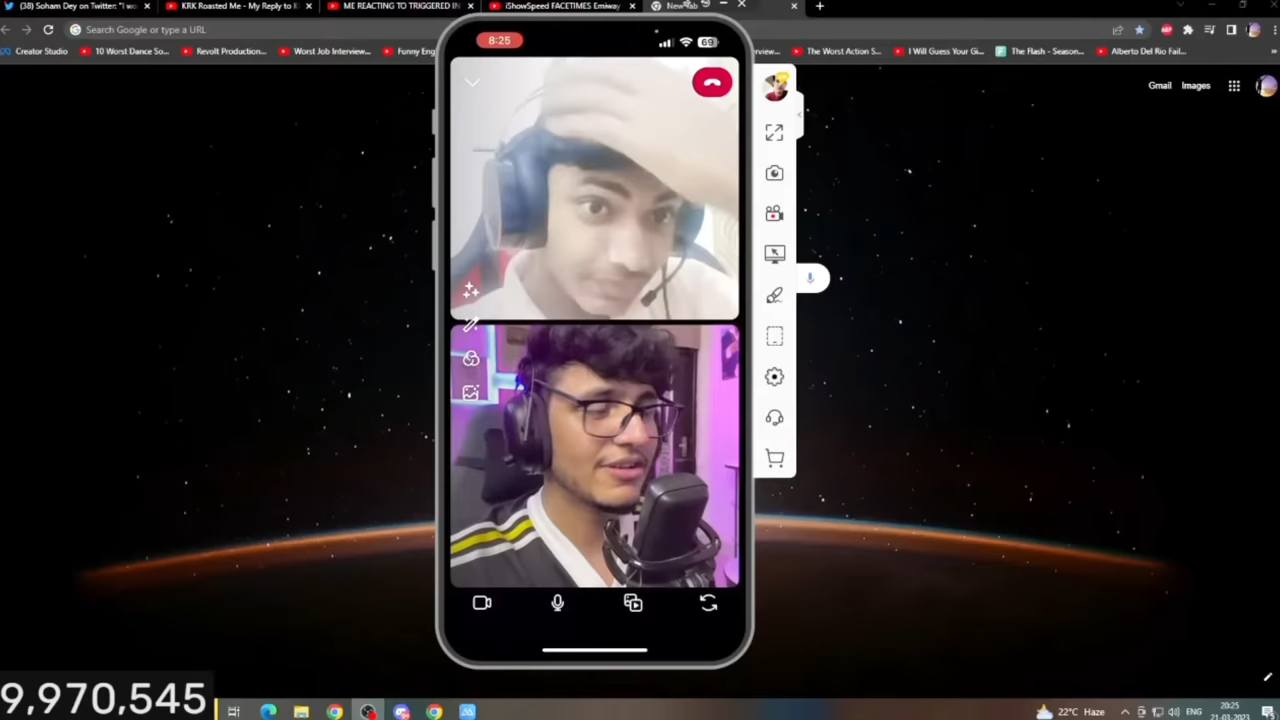 (38) Soham Dey on Twitter: "I wo
KRK Roasted Me - My Reply to K
ME REACTING TO TRIGGERED IN
iShowSpeed FACETIMES Emiway
New Tab
Search Google or type a URL
Creator Studio
10 Worst Dance So...
Revolt Production...
Worst Job Interview...
Funny Eng
erview...
The Worst Action S...
I Will Guess Your Gi...
The Flash - Season...
Alberto Del Rio Fail...
8:25
69
Gmail
Images
9,970,545
22°C Haze
ENG
20:25
21-03-2023